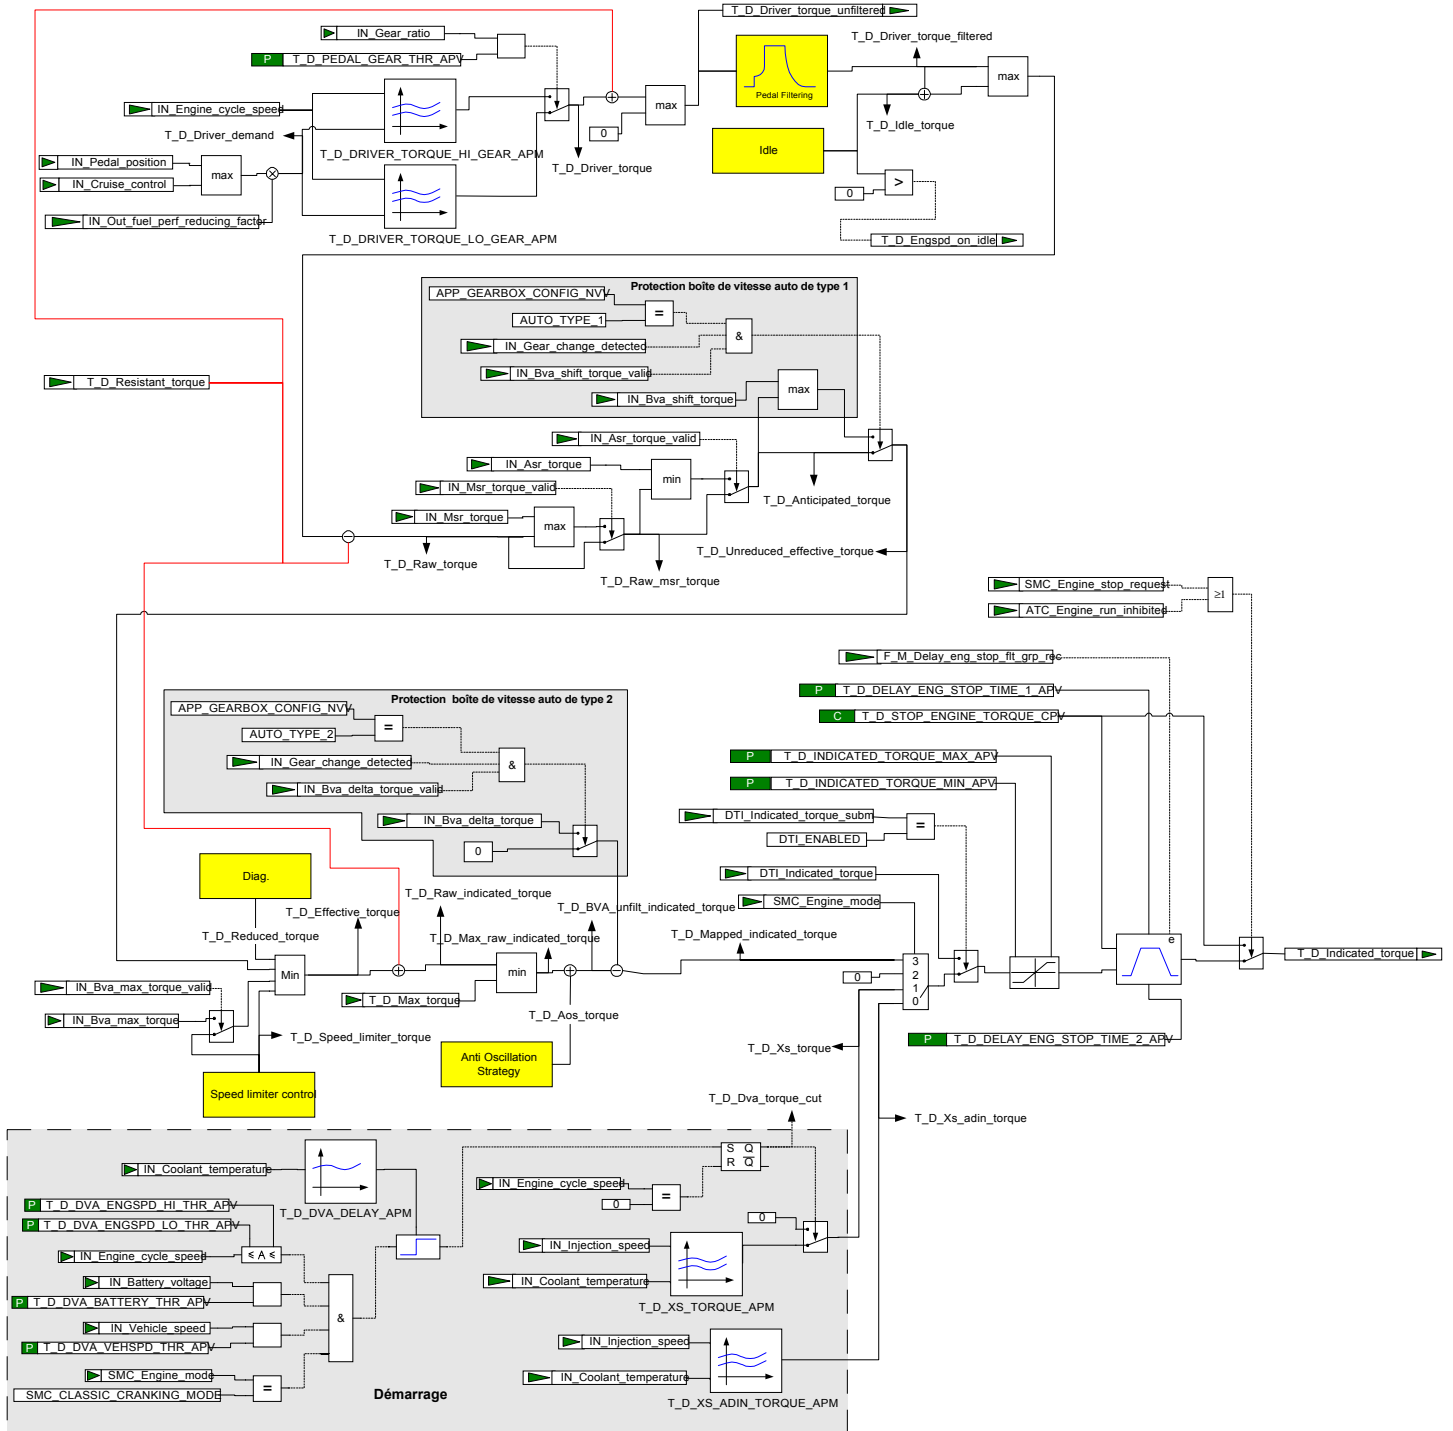 T_D_Driver_torque_unfiltered
IN_Gear_ratio
P T_D_PEDAL_GEAR_THR_APV
T_D_Driver_torque_filtered
max
Pedal Filtering
IN_Engine_cycle_speed
max
0
T_D_Driver_demand
T_D_Idle_torque
T_D_DRIVER_TORQUE_HI_GEAR_APM
T_D_Driver_torque
Idle
IN_Pedal_position
max
IN_Cruise_control
>
0
IN_Out_fuel_perf_reducing_factor
T_D_DRIVER_TORQUE_LO_GEAR_APM
T_D_Engspd_on_idle
Protection boîte de vitesse auto de type 1
APP_GEARBOX_CONFIG_NVV
=
AUTO_TYPE_1
&
IN_Gear_change_detected
IN_Bva_shift_torque_valid
T_D_Resistant_torque
max
IN_Bva_shift_torque
IN_Asr_torque_valid
IN_Asr_torque
min
IN_Msr_torque_valid
T_D_Anticipated_torque
IN_Msr_torque
max
T_D_Unreduced_effective_torque
T_D_Raw_torque
T_D_Raw_msr_torque
SMC_Engine_stop_request
≥1
ATC_Engine_run_inhibited
F_M_Delay_eng_stop_flt_grp_rec
P T_D_DELAY_ENG_STOP_TIME_1_APV
Protection boîte de vitesse auto de type 2
APP_GEARBOX_CONFIG_NVV
C T_D_STOP_ENGINE_TORQUE_CPV
=
AUTO_TYPE_2
P T_D_INDICATED_TORQUE_MAX_APV
IN_Gear_change_detected
&
P T_D_INDICATED_TORQUE_MIN_APV
IN_Bva_delta_torque_valid
DTI_Indicated_torque_subm
=
IN_Bva_delta_torque
DTI_ENABLED
0
Diag.
DTI_Indicated_torque
T_D_Raw_indicated_torque
SMC_Engine_mode
T_D_Effective_torque
T_D_BVA_unfilt_indicated_torque
T_D_Reduced_torque
T_D_Max_raw_indicated_torque
T_D_Mapped_indicated_torque
e
T_D_Indicated_torque
Min
min
3
2
1
0
0
IN_Bva_max_torque_valid
T_D_Max_torque
T_D_Aos_torque
IN_Bva_max_torque
T_D_Speed_limiter_torque
P T_D_DELAY_ENG_STOP_TIME_2_APV
T_D_Xs_torque
Anti Oscillation
Strategy
Speed limiter control
T_D_Dva_torque_cut
T_D_Xs_adin_torque
S Q
R Q
IN_Coolant_temperature
IN_Engine_cycle_speed
=
0
P T_D_DVA_ENGSPD_HI_THR_APV
T_D_DVA_DELAY_APM
P T_D_DVA_ENGSPD_LO_THR_APV
0
IN_Engine_cycle_speed
≤ A ≤
IN_Injection_speed
IN_Battery_voltage
IN_Coolant_temperature
P T_D_DVA_BATTERY_THR_APV
T_D_XS_TORQUE_APM
&
IN_Vehicle_speed
P T_D_DVA_VEHSPD_THR_APV
IN_Injection_speed
SMC_Engine_mode
=
IN_Coolant_temperature
SMC_CLASSIC_CRANKING_MODE
Démarrage
T_D_XS_ADIN_TORQUE_APM